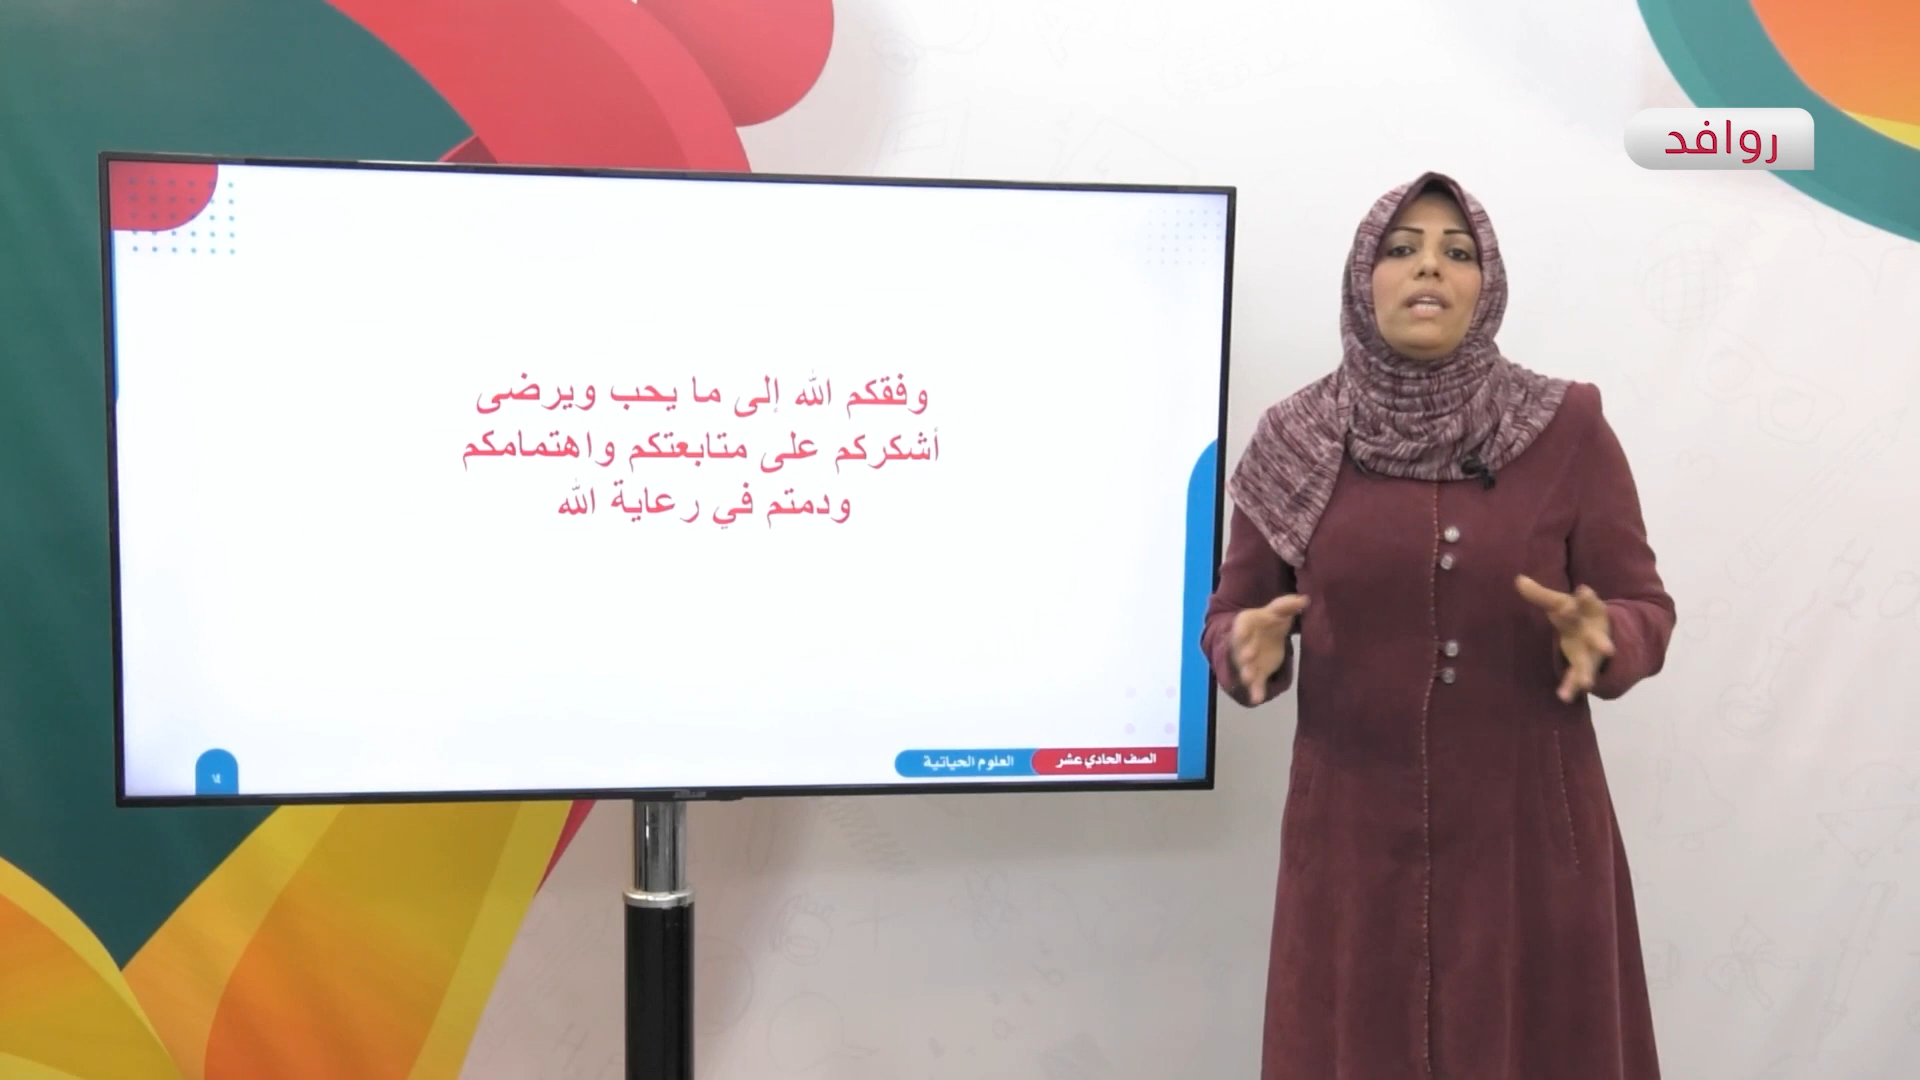 روافد
وفقكم الله إلى ما يحب ويرضى
أشكركم على متابعتكم واهتمامكم
ودمتم في رعاية الله
الصف الحادي عشر
العلوم الحياتية
١٤